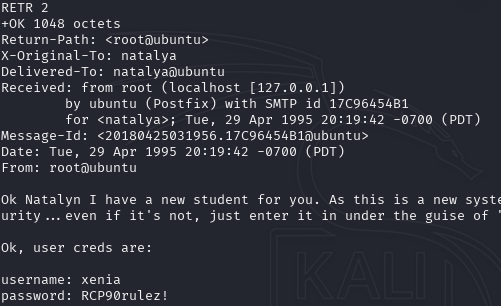 RETR 2
+OK 1048 octets
Return-Path: <root@ubuntu>
X-Original-To: natalya
Delivered-To: natalya@ubuntu
Received: from root (localhost [127.0.0.1])
by ubuntu (Postfix) with SMTP id 17C96454B1
for <natalya>; Tue, 29 Apr 1995 20:19:42 -0700 (PDT)
Message-Id: <20180425031956.17C96454B1@ubuntu>
Date: Tue, 29 Apr 1995 20:19:42 -0700 (PDT)
From: root@ubuntu
Ok Natalyn I have a new student for you. As this is a new syste
urity...even if it's not, just enter it in under the guise of "
Ok, user creds are:
username: xenia
password: RCP90rulez!
KALI